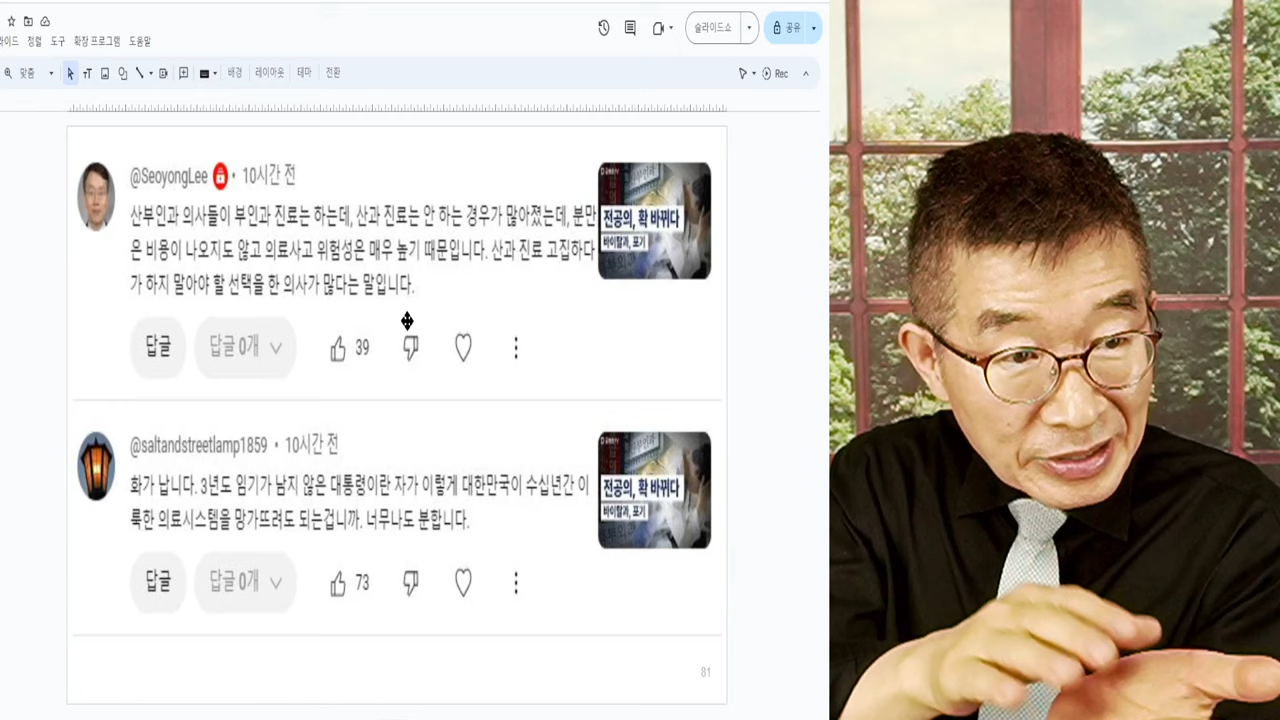 라이드 정렬 도구 확장 프로그램 도움말
슬라이드쇼
공유
맞춤
배경 레이아웃 테마 전환
Rec
@SeoyongLee · 10시간 전
산부인과 의사들이 부인과 진료는 하는데, 산과 진료는 안 하는 경우가 많아졌는데, 분만
은 비용이 나오지도 않고 의료사고 위험성은 매우 높기 때문입니다. 산과 진료 고집하다
가 하지 말아야 할 선택을 한 의사가 많다는 말입니다.
전공의, 확 바뀌다
바이탈과, 포기
답글 답글 0개 39
@saltandstreetlamp1859 · 10시간 전
화가 납니다. 3년도 임기가 남지 않은 대통령이란 자가 이렇게 대한만국이 수십년간 이
룩한 의료시스템을 망가뜨려도 되는겁니까. 너무나도 분합니다.
전공의, 확 바뀌다
바이탈과, 포기
답글 답글 0개 73
81